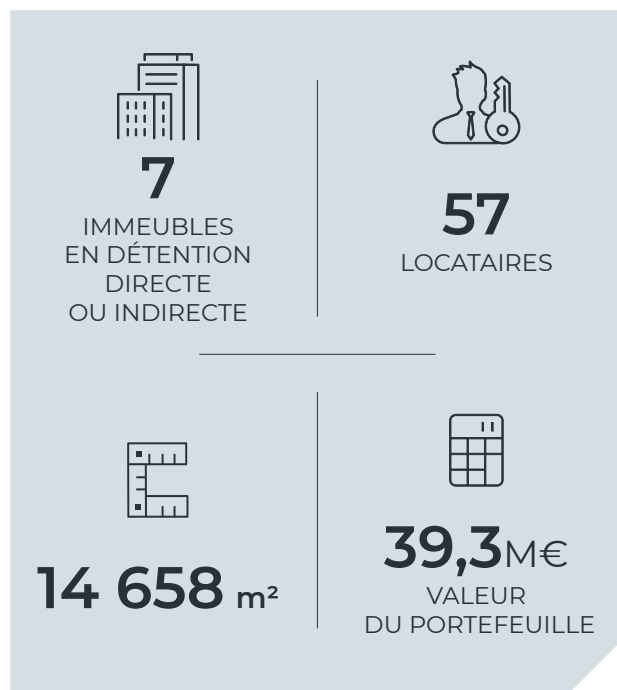 7
IMMEUBLES
EN DÉTENTION
DIRECTE
OU INDIRECTE
57
LOCATAIRES
14 658 m²
39,3M€
VALEUR
DU PORTEFEUILLE